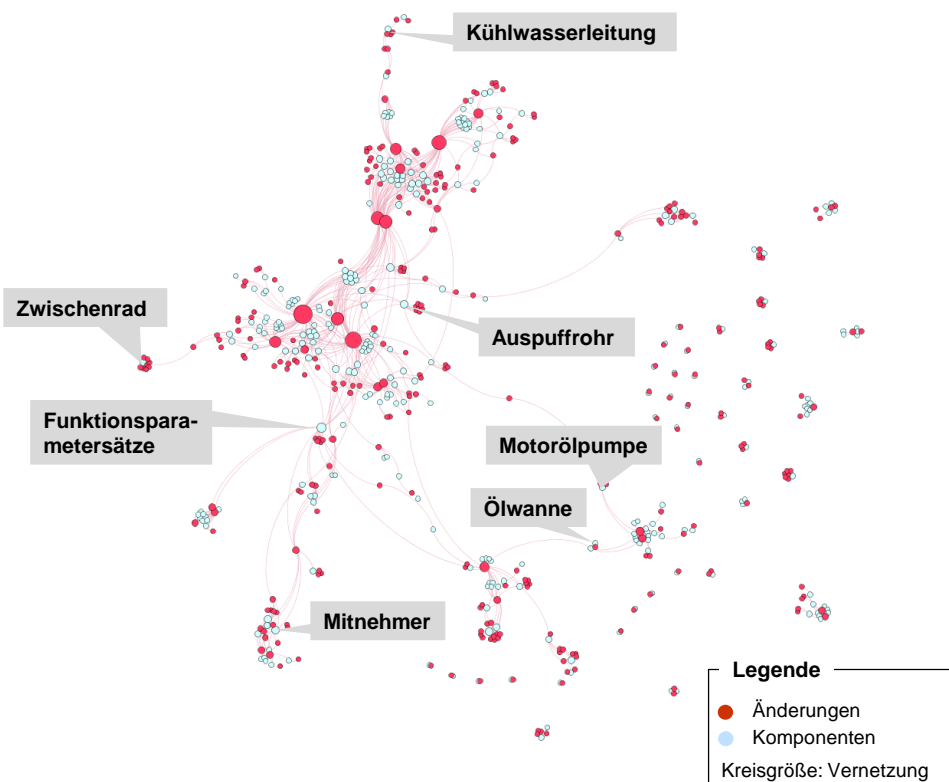 Kühlwasserleitung
Zwischenrad
Auspuffrohr
Funktionspara-
metersätze
Motorölpumpe
Ölwanne
Mitnehmer
Legende
Änderungen
Komponenten
Kreisgröße: Vernetzung